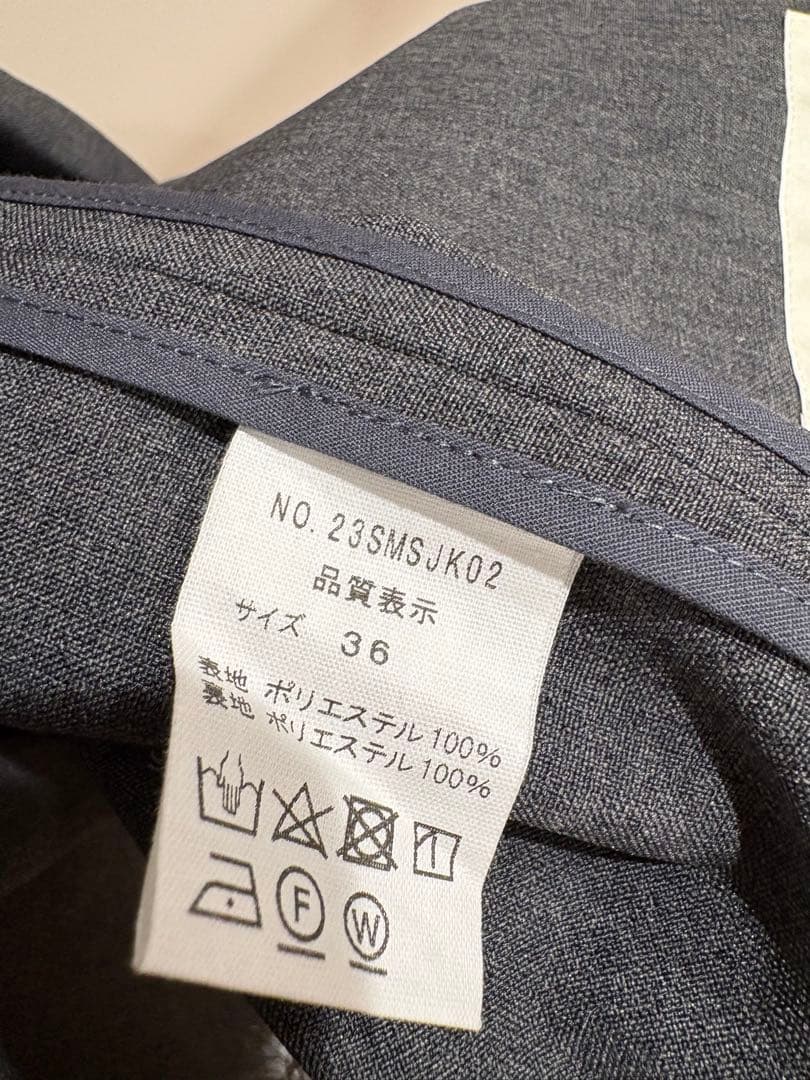 NO.23SMSJK02
品質表示
サイズ 36
表地 ポリエステル100%
裏地 ポリエステル100%
F W